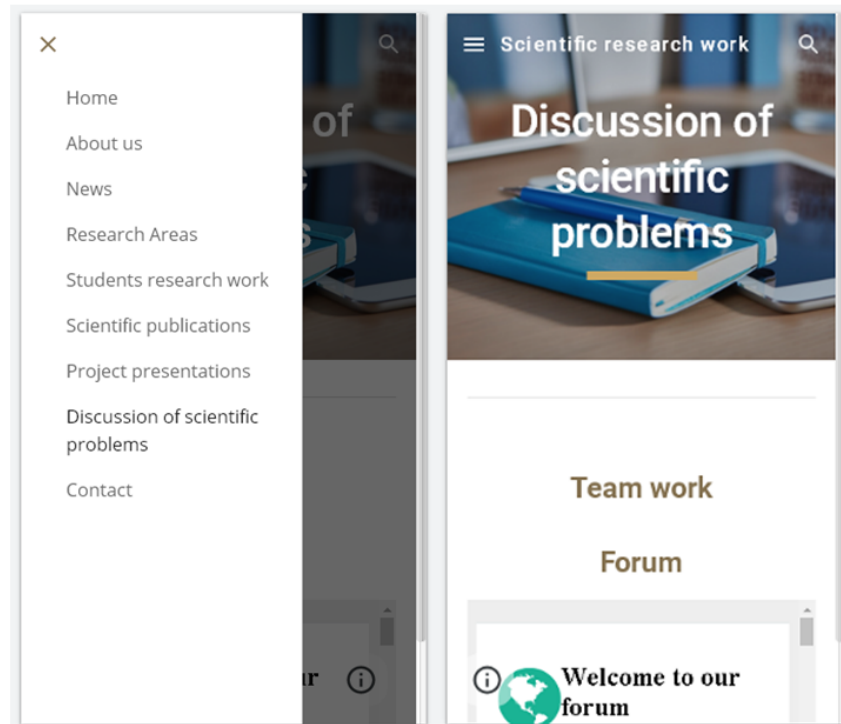 Home
About us
News
Research Areas
Students research work
Scientific publications
Project presentations
Discussion of scientific
problems
Contact
of
s
r
Scientific research work
Discussion of
scientific
problems
Team work
Forum
Welcome to our
forum